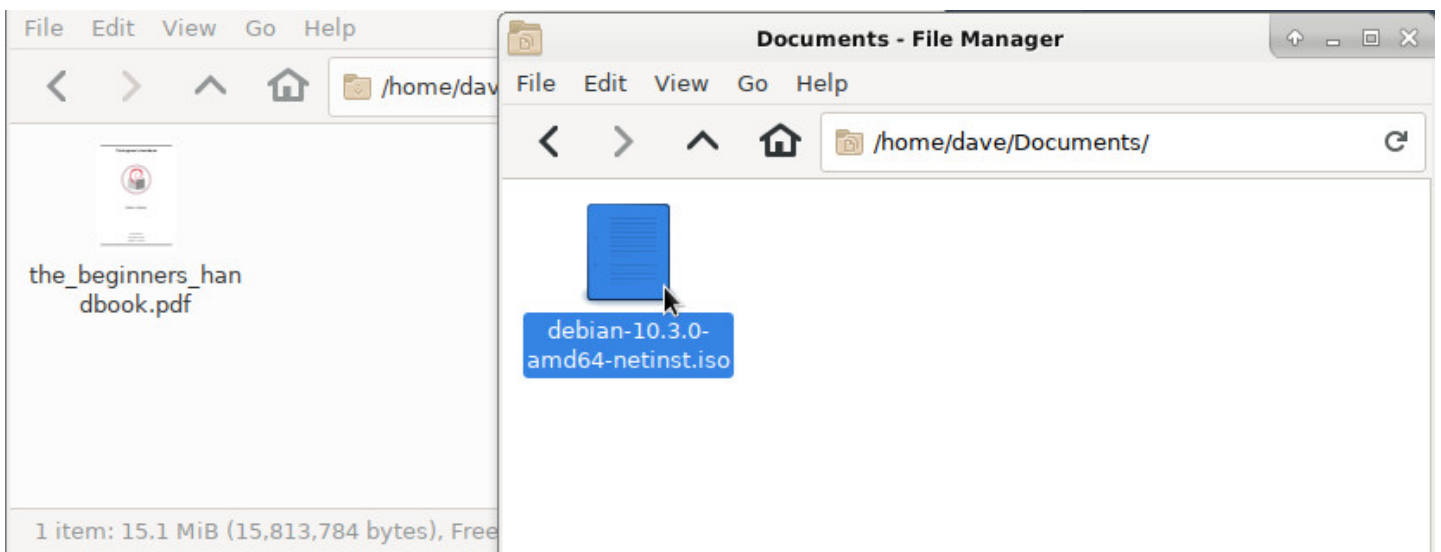 File Edit View Go Help
/home/dav
the_beginners_han
dbook.pdf
1 item: 15.1 MiB (15,813,784 bytes), Free
Documents - File Manager
File Edit View Go Help
/home/dave/Documents/
debian-10.3.0-
amd64-netinst.iso